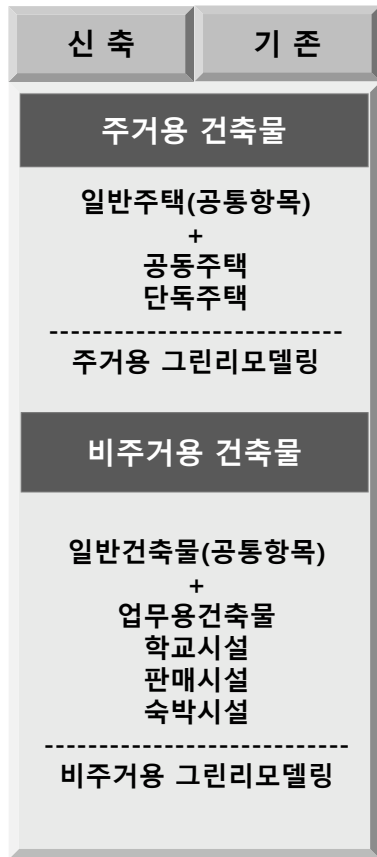 신 축
기 존
주거용 건축물
일반주택(공통항목)
+
공동주택
단독주택
---------------------------
주거용 그린리모델링
비주거용 건축물
일반건축물(공통항목)
+
업무용건축물
학교시설
판매시설
숙박시설
----------------------------
비주거용 그린리모델링